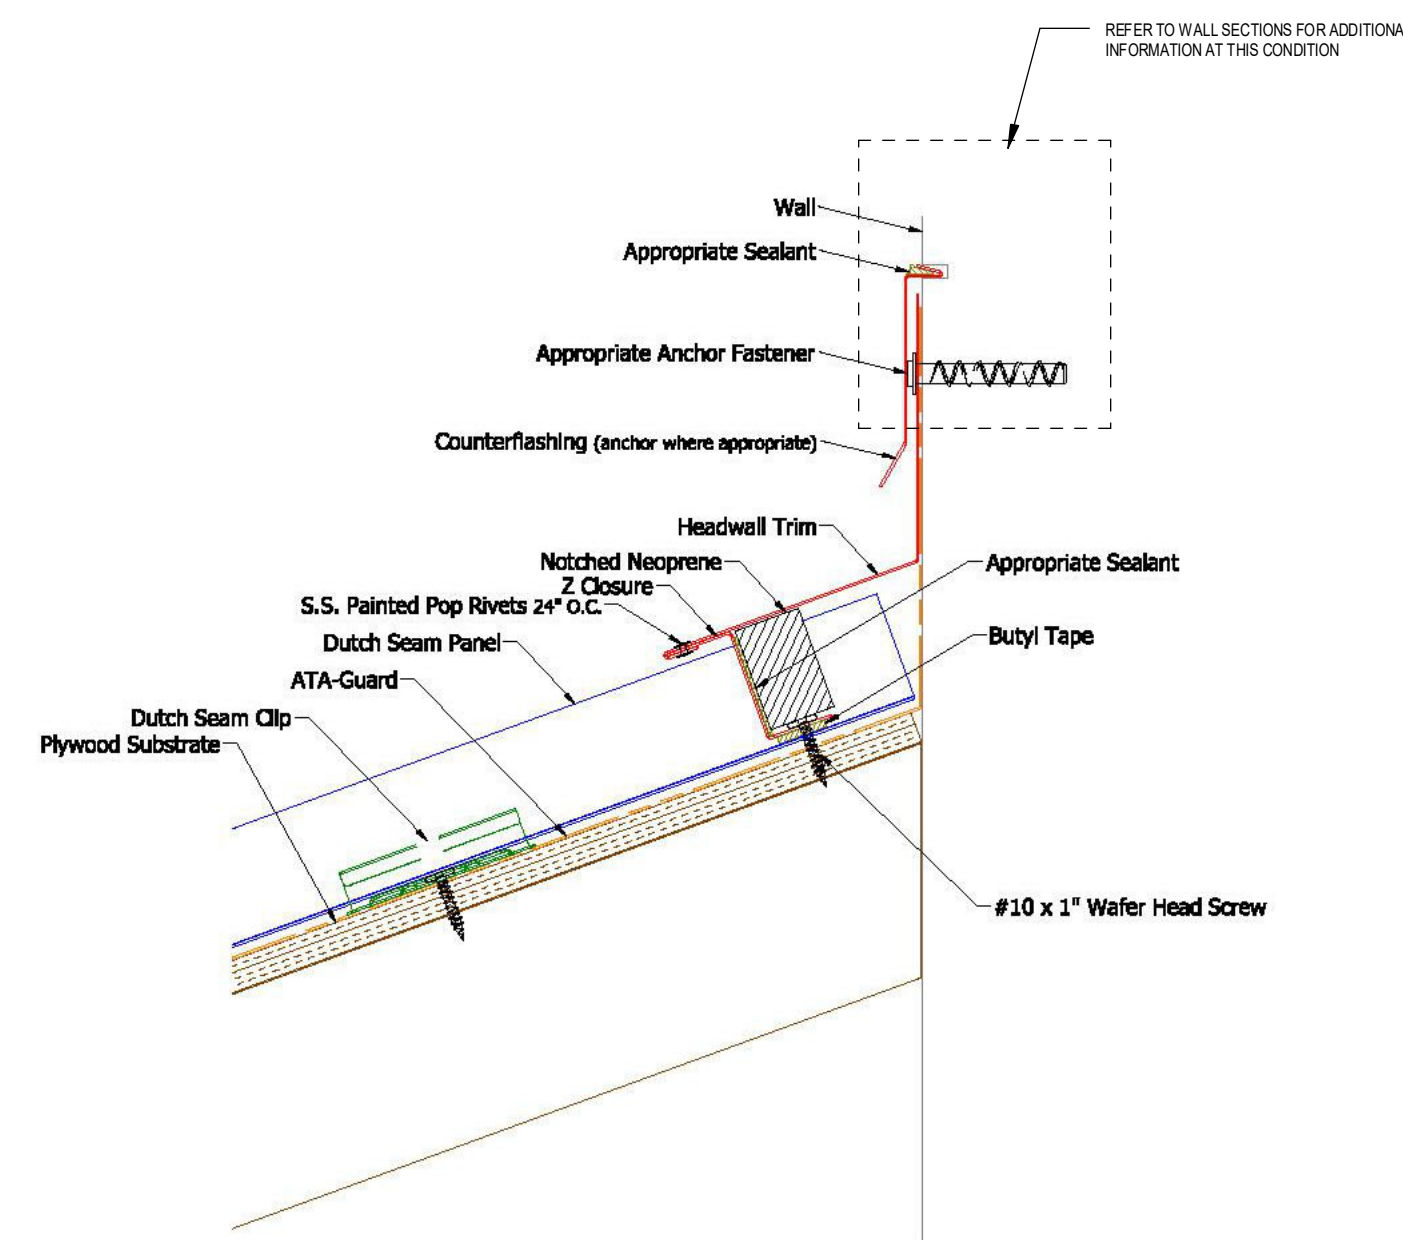 REFER TO WALL SECTIONS FOR ADDITIONA
INFORMATION AT THIS CONDITION
Wall
Appropriate Sealant
Appropriate Anchor Fastener
Counterflashing (anchor where appropriate)
Headwall Trim
Notched Neoprene
Appropriate Sealant
Z Closure
S.S. Painted Pop Rivets 24" O.C.
Dutch Seam Panel
Butyl Tape
ATA-Guard
Dutch Seam Clip
Plywood Substrate
#10 x 1" Wafer Head Screw